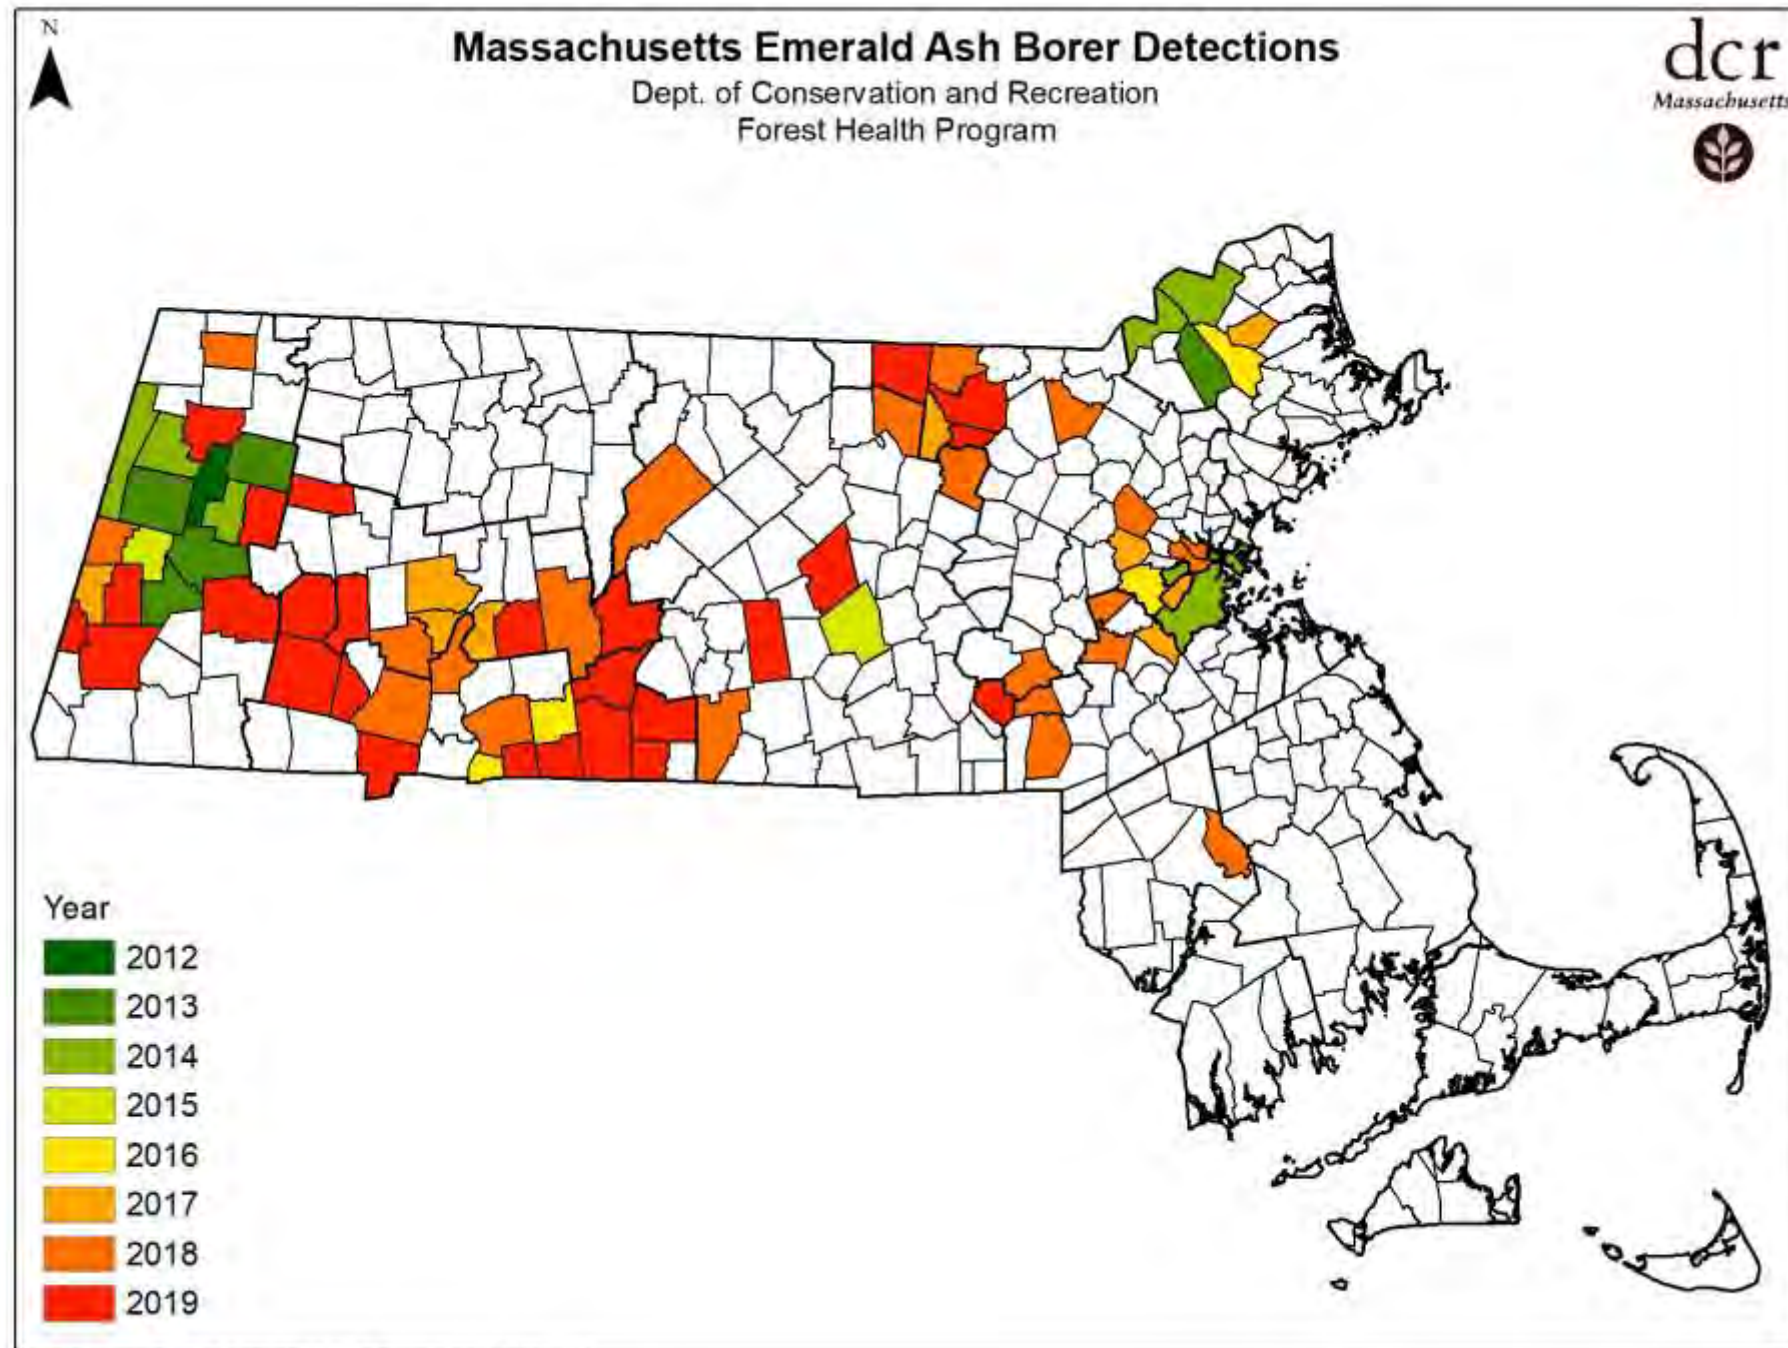 N
Massachusetts Emerald Ash Borer Detections
Dept. of Conservation and Recreation
Forest Health Program
dcr
Massachusetts
Year
2012
2013
2014
2015
2016
2017
2018
2019